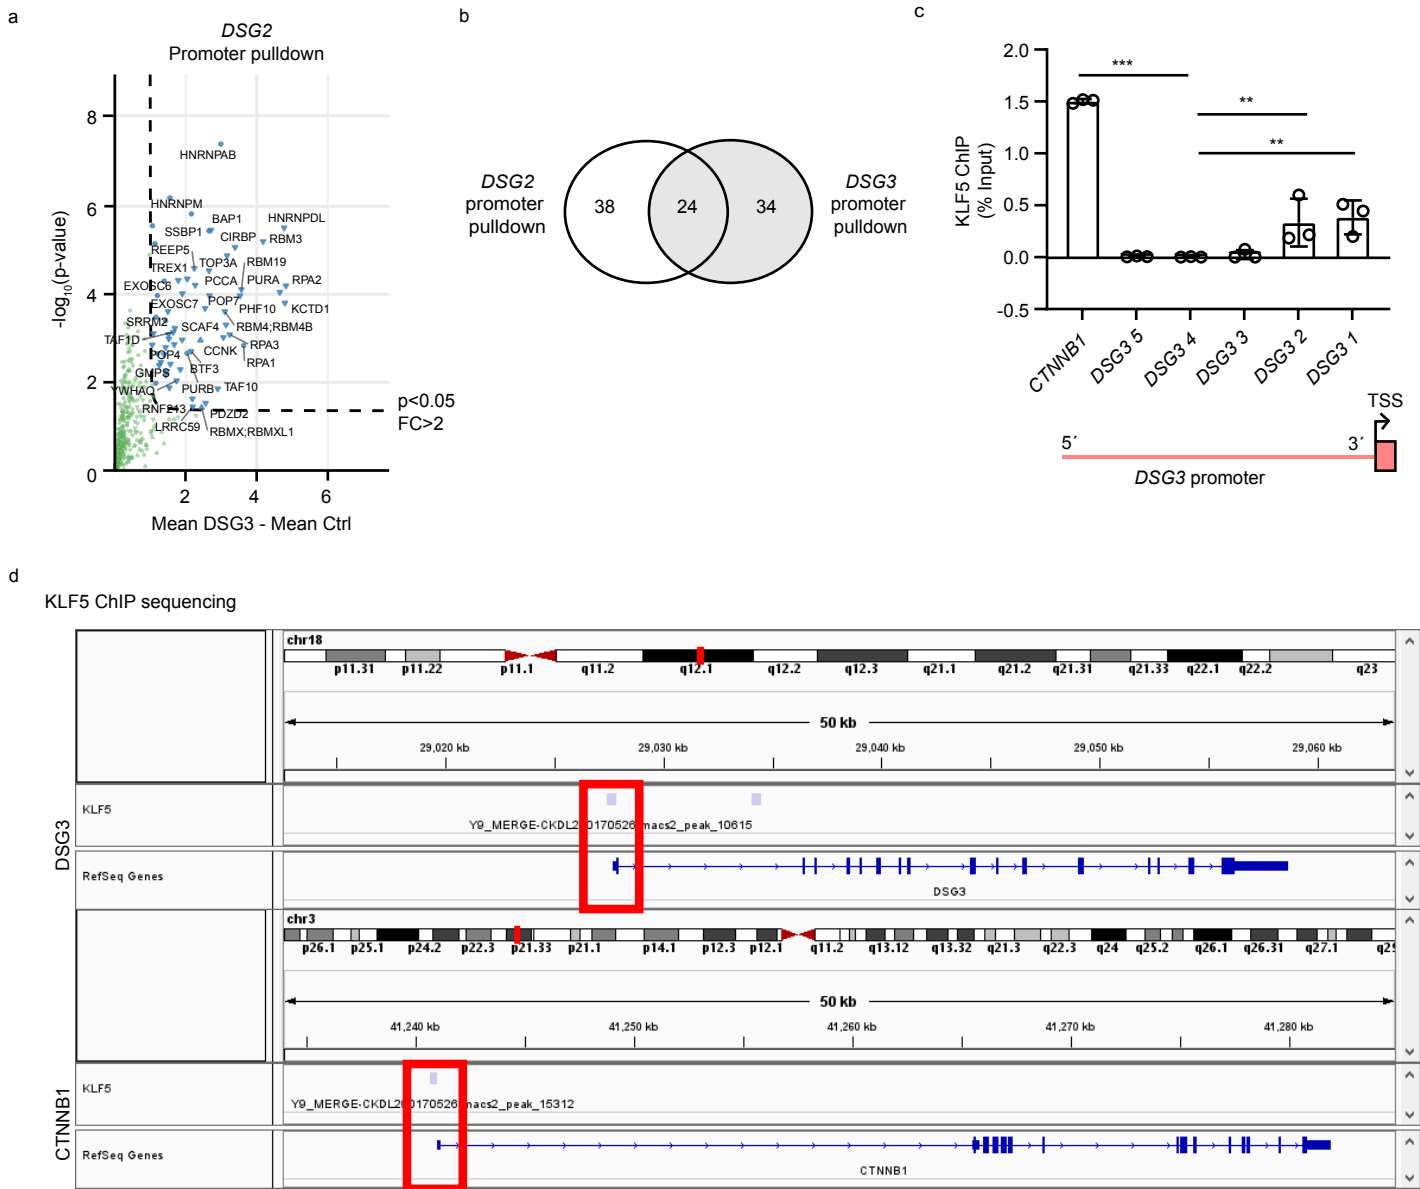 a
DSG2
Promoter pulldown
-log10(p-value)
8
6
4
2
0
2
4
6
Mean DSG3 - Mean Ctrl
HNRNPAB
HNRNPM
BAP1
HNRNPDL
SSBP1
CIRBP
RBM3
REEP5
TREX1
TOP3A
RBM19
EXOSC6
PCCA
PURA
RPA2
EXOSC7
POP7
PHF10
KCTD1
SRRM2
SCAF4
RBM4;RBM4B
TAF1D
RPA3
POP4
CCNK
RPA1
GMPS
BTF3
YWHAQ
PURB
TAF10
RNF243
PDZD2
LRRC59
RBMX;RBMXL1
p<0.05
FC>2
b
DSG2
promoter
pulldown
38
24
34
DSG3
promoter
pulldown
c
KLF5 ChIP
(% Input)
2.0
1.5
1.0
0.5
0.0
-0.5
***
**
**
CTNNB1
DSG3 5
DSG3 4
DSG3 3
DSG3 2
DSG3 1
TSS
5´
3´
DSG3 promoter
d
KLF5 ChIP sequencing
DSG3
chr18
p11.31 p11.22 p11.1 q11.2 q12.1 q12.2 q12.3 q21.1 q21.2 q21.31 q21.33 q22.1 q22.2 q23
50 kb
29,020 kb 29,030 kb 29,040 kb 29,050 kb 29,060 kb
KLF5
Y9_MERGE-CKDL2 0170526 macs2_peak_10615
RefSeq Genes
DSG3
CTNNB1
chr3
p26.1 p25.1 p24.2 p22.3 p21.33 p21.1 p14.1 p12.3 p12.1 q11.2 q13.12 q13.32 q21.3 q22.3 q24 q25.2 q26.1 q26.31 q27.1
50 kb
41,240 kb 41,250 kb 41,260 kb 41,270 kb 41,280 kb
KLF5
Y9_MERGE-CKDL2 0170526 macs2_peak_15312
RefSeq Genes
CTNNB1